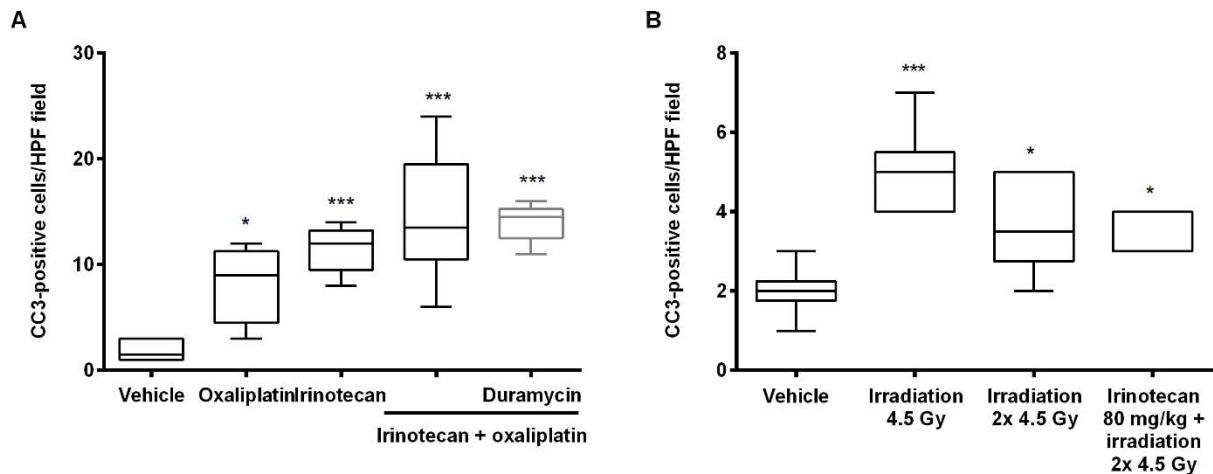 A
CC3-positive cells/HPF field
30
20
10
0
*
***
***
***
Vehicle
Oxaliplatin
Irinotecan
Duramycin
Irinotecan + oxaliplatin
B
CC3-positive cells/HPF field
8
6
4
2
0
***
*
*
Vehicle
Irradiation
4.5 Gy
Irradiation
2x 4.5 Gy
Irinotecan
80 mg/kg +
irradiation
2x 4.5 Gy